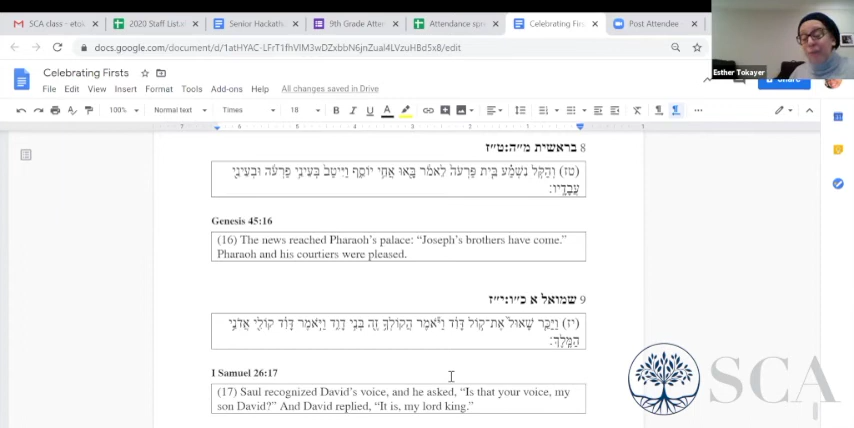 SCA class - etok
2020 Staff List.x
Senior Hackath
9th Grade Atter
Attendance spre
Celebrating Firsts
Post Attendee
docs.google.com/document/d/1atHYAC-LFrT1fhVlM3wDZxbbN6jnZual4LVzuHBd5x8/edit
Esther Tokayer
Celebrating Firsts
File Edit View Insert Format Tools Add-ons Help All changes saved in Drive
100% Normal text Times 18
8 בראשית מ״ה:ט״ז
(טז) וְהַקֹּ֣ל נִשְׁמַ֗ע בֵּ֤ית פַּרְעֹה֙ לֵאמֹ֔ר בָּ֖אוּ אֲחֵ֣י יוֹסֵ֑ף וַיִּיטַב֙ בְּעֵינֵ֣י פַרְעֹ֔ה וּבְעֵינֵ֖י
עֲבָדָֽיו׃
Genesis 45:16
(16) The news reached Pharaoh’s palace: “Joseph’s brothers have come.”
Pharaoh and his courtiers were pleased.
9 שמואל א כ״ו:י״ז
(יז) וַיַּכֵּ֤ר שָׁאוּל֙ אֶת־ק֣וֹל דָּוִ֔ד וַיֹּ֕אמֶר הֲקוֹלְךָ֥ זֶ֖ה בְּנִ֣י דָוִ֑ד וַיֹּ֣אמֶר דָּוִ֔ד קוֹלִ֖י אֲדֹנִ֥י
הַמֶּֽלֶךְ׃
I Samuel 26:17
(17) Saul recognized David’s voice, and he asked, “Is that your voice, my
son David?” And David replied, “It is, my lord king.”
SCA